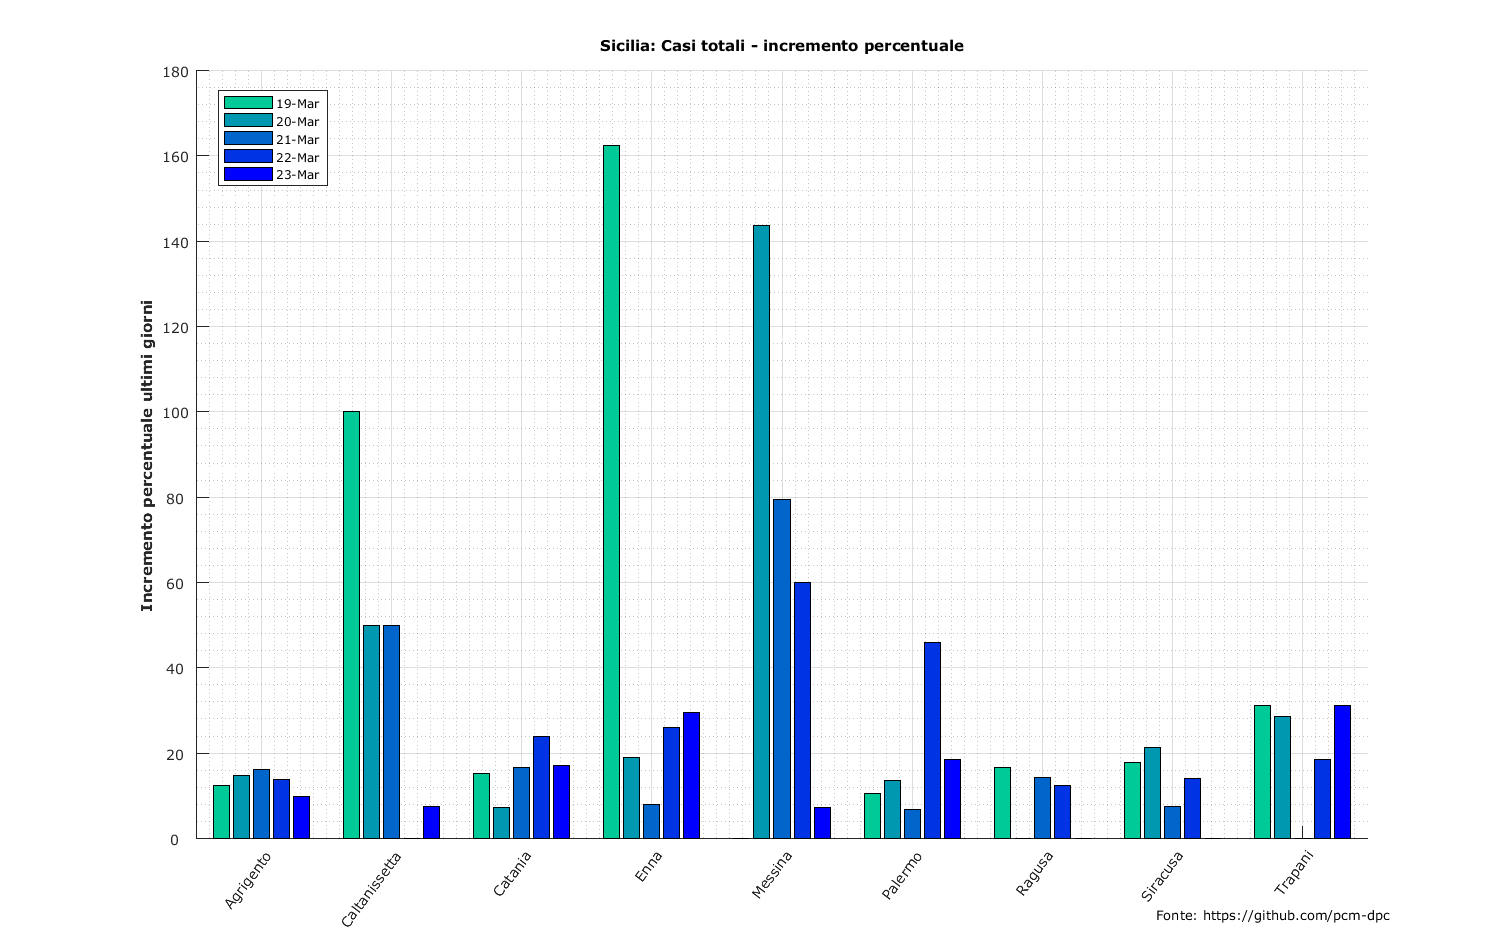 Sicilia: Casi totali - incremento percentuale
180
160
140
120
100
80
60
40
20
0
Incremento percentuale ultimi giorni
19-Mar
20-Mar
21-Mar
22-Mar
23-Mar
Agrigento
Caltanissetta
Catania
Enna
Messina
Palermo
Ragusa
Siracusa
Trapani
Fonte: https://github.com/pcm-dpc